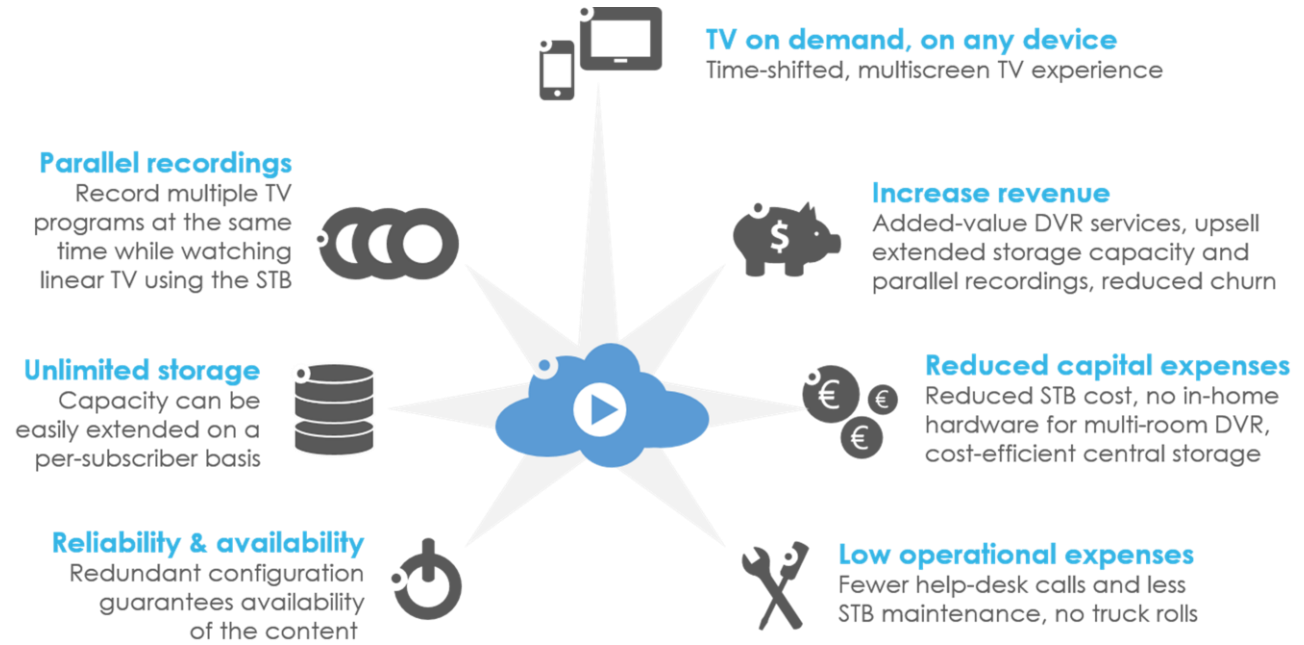 TV on demand, on any device
Time-shifted, multiscreen TV experience
Parallel recordings
Record multiple TV
programs at the same
time while watching
linear TV using the STB
$
Increase revenue
Added-value DVR services, upsell
extended storage capacity and
parallel recordings, reduced churn
Unlimited storage
Capacity can be
easily extended on a
per-subscriber basis
€
€
€
Reduced capital expenses
Reduced STB cost, no in-home
hardware for multi-room DVR,
cost-efficient central storage
Reliability & availability
Redundant configuration
guarantees availability
of the content
Low operational expenses
Fewer help-desk calls and less
STB maintenance, no truck rolls